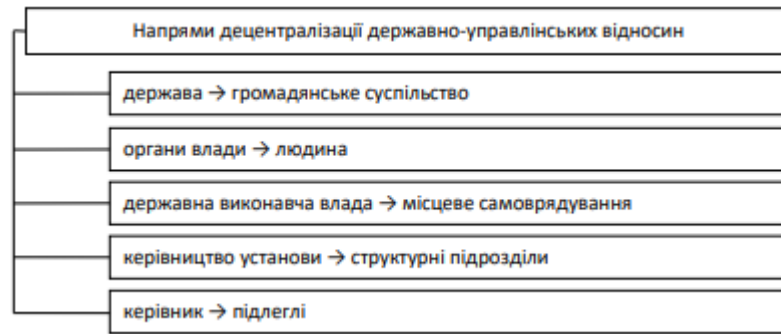 Напрями децентралізації державно-управлінських відносин
держава → громадянське суспільство
органи влади → людина
державна виконавча влада → місцеве самоврядування
керівництво установи → структурні підрозділи
керівник → підлеглі